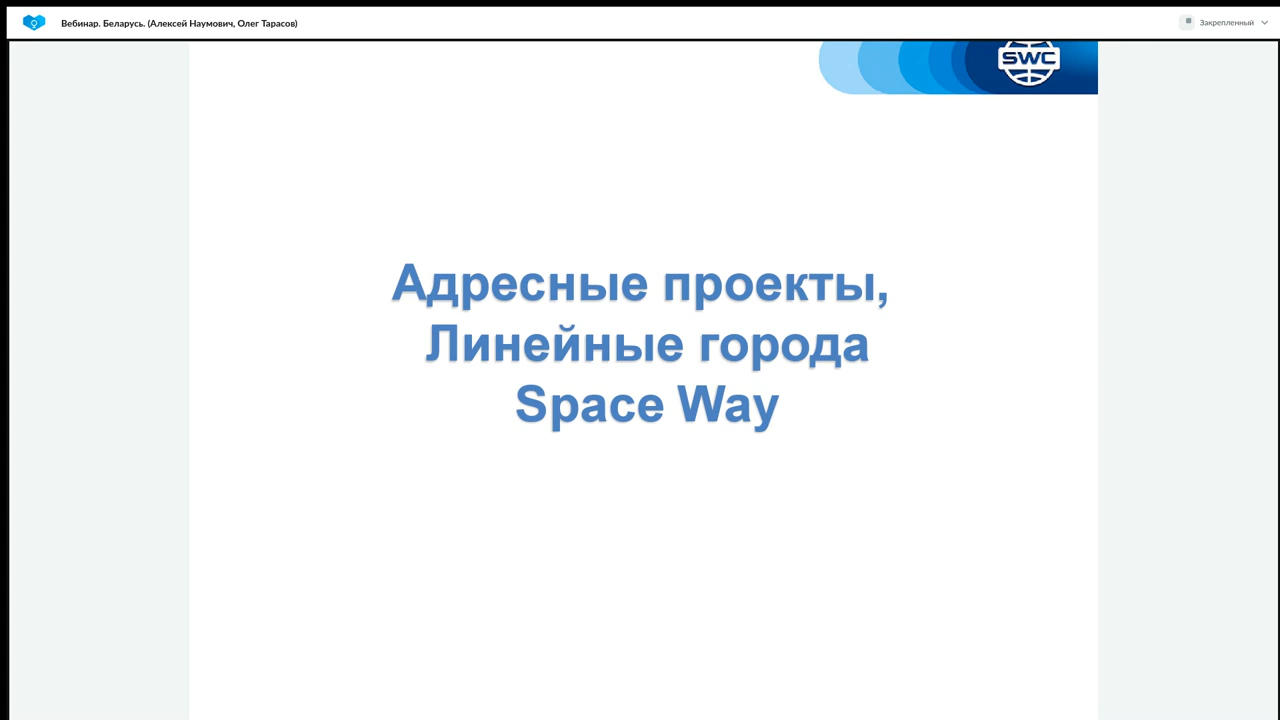 Вебинар. Беларусь. (Алексей Наумович, Олег Тарасов)
Закрепленный
SWC
Адресные проекты,
Линейные города
Space Way